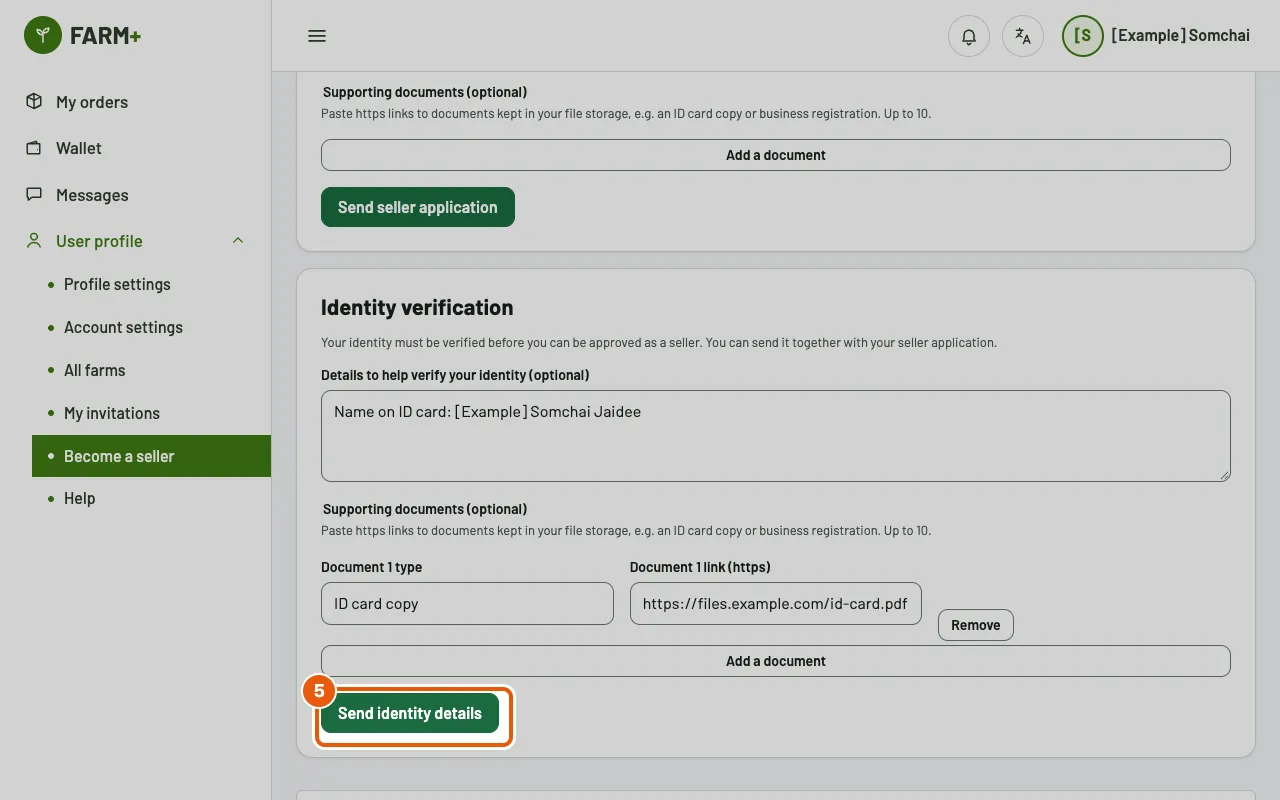 FARM+
[S
[Example] Somchai
My orders
Wallet
Messages
User profile
Profile settings
Account settings
All farms
My invitations
Become a seller
Help
Supporting documents (optional)
Paste https links to documents kept in your file storage, e.g. an ID card copy or business registration. Up to 10.
Add a document
Send seller application
Identity verification
Your identity must be verified before you can be approved as a seller. You can send it together with your seller application.
Details to help verify your identity (optional)
Name on ID card: [Example] Somchai Jaidee
Supporting documents (optional)
Paste https links to documents kept in your file storage, e.g. an ID card copy or business registration. Up to 10.
Document 1 type
Document 1 link (https)
ID card copy
https://files.example.com/id-card.pdf
Remove
Add a document
5
Send identity details